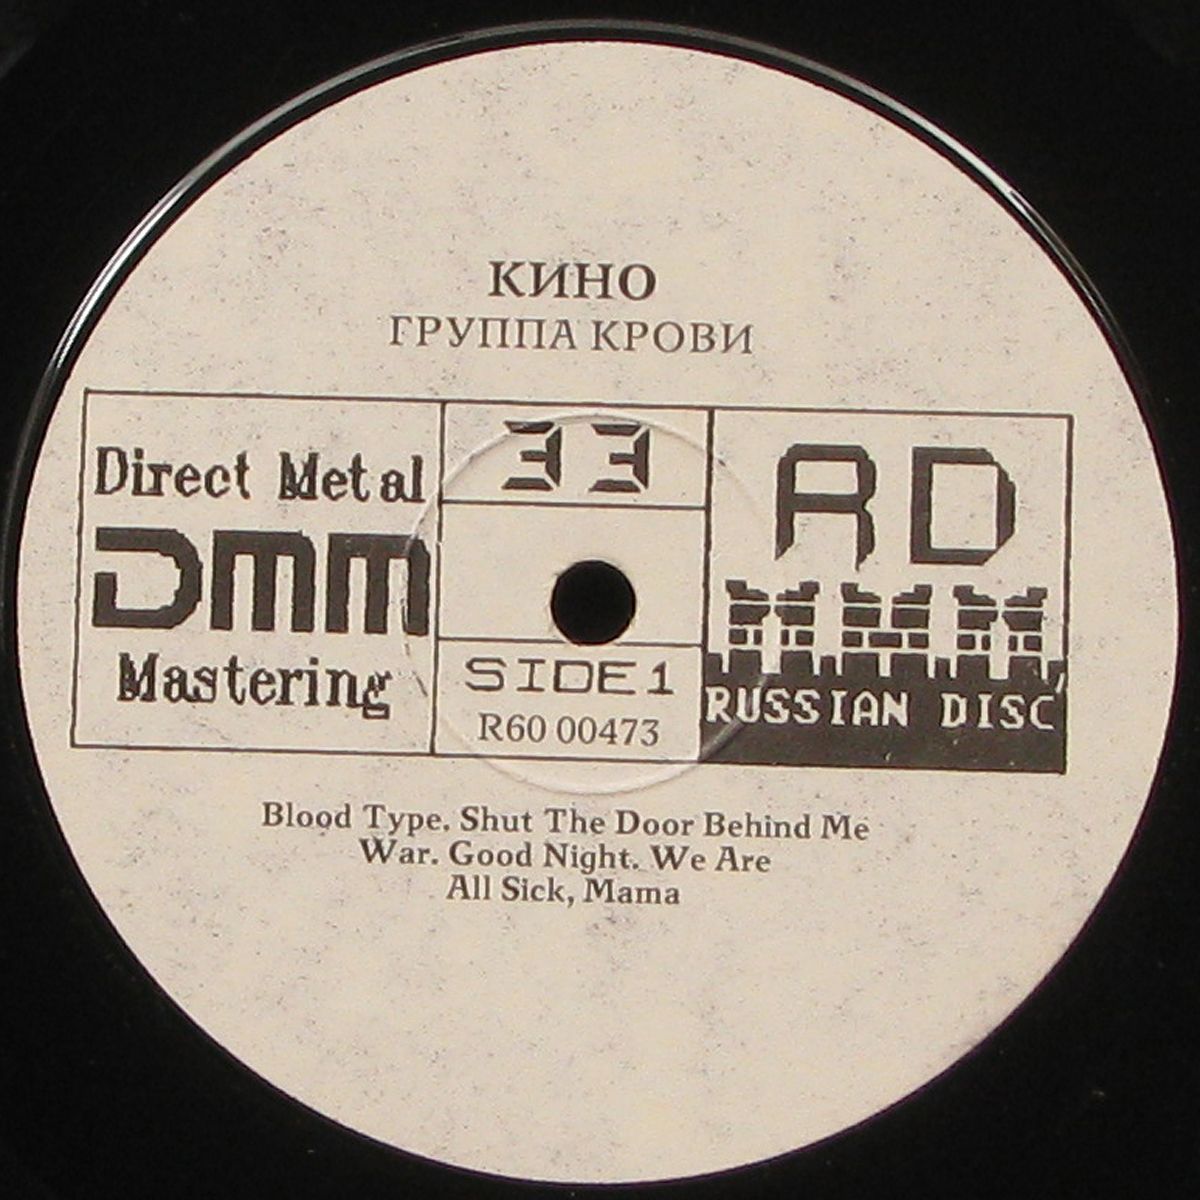 КИНО
ГРУППА КРОВИ
Direct Metal
DMM
Mastering
33
SIDE 1
R60 00473
RD
RUSSIAN DISC
Blood Type. Shut The Door Behind Me
War. Good Night. We Are
All Sick, Mama